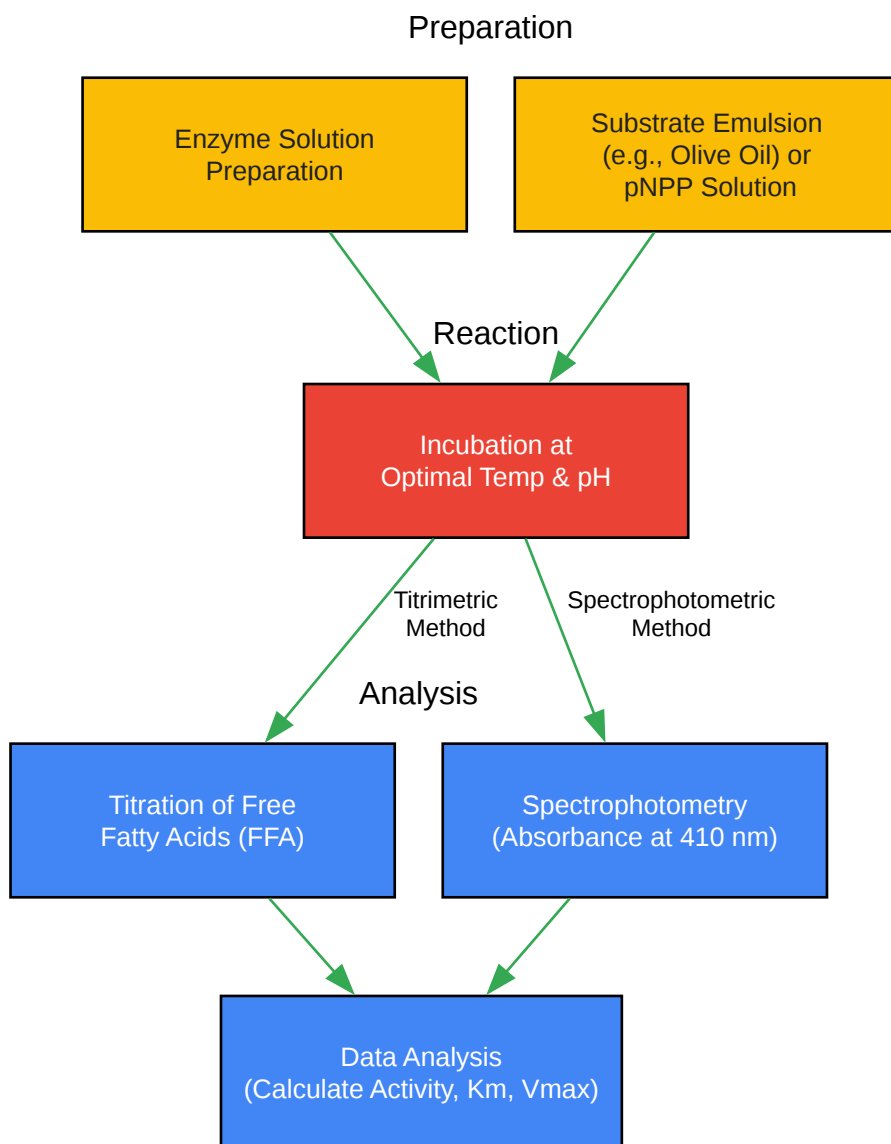 Preparation
Enzyme Solution
Preparation
Substrate Emulsion
(e.g., Olive Oil) or
pNPP Solution
Reaction
Incubation at
Optimal Temp & pH
Titrimetric
Method
Spectrophotometric
Method
Analysis
Titration of Free
Fatty Acids (FFA)
Spectrophotometry
(Absorbance at 410 nm)
Data Analysis
(Calculate Activity, Km, Vmax)